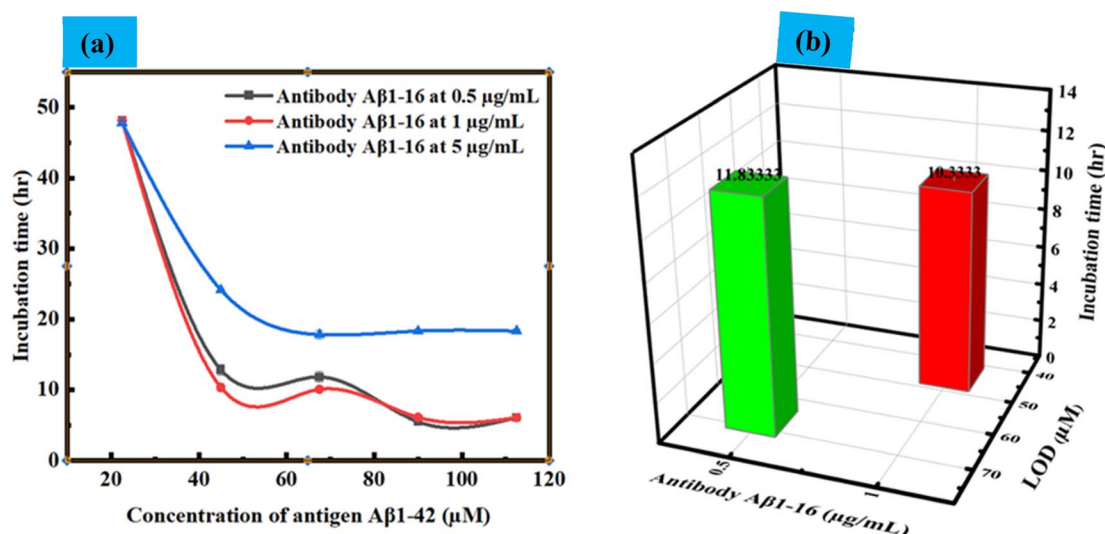 (a)
50
40
30
20
10
0
Antibody Aβ1-16 at 0.5 µg/mL
Antibody Aβ1-16 at 1 µg/mL
Antibody Aβ1-16 at 5 µg/mL
Incubation time (hr)
20 40 60 80 100 120
Concentration of antigen Aβ1-42 (µM)
(b)
11.83333
10.3333
14
12
10
8
6
4
2
0
Incubation time (hr)
40
50
60
70
LOD (µM)
0.5
1
Antibody Aβ1-16 (µg/mL)